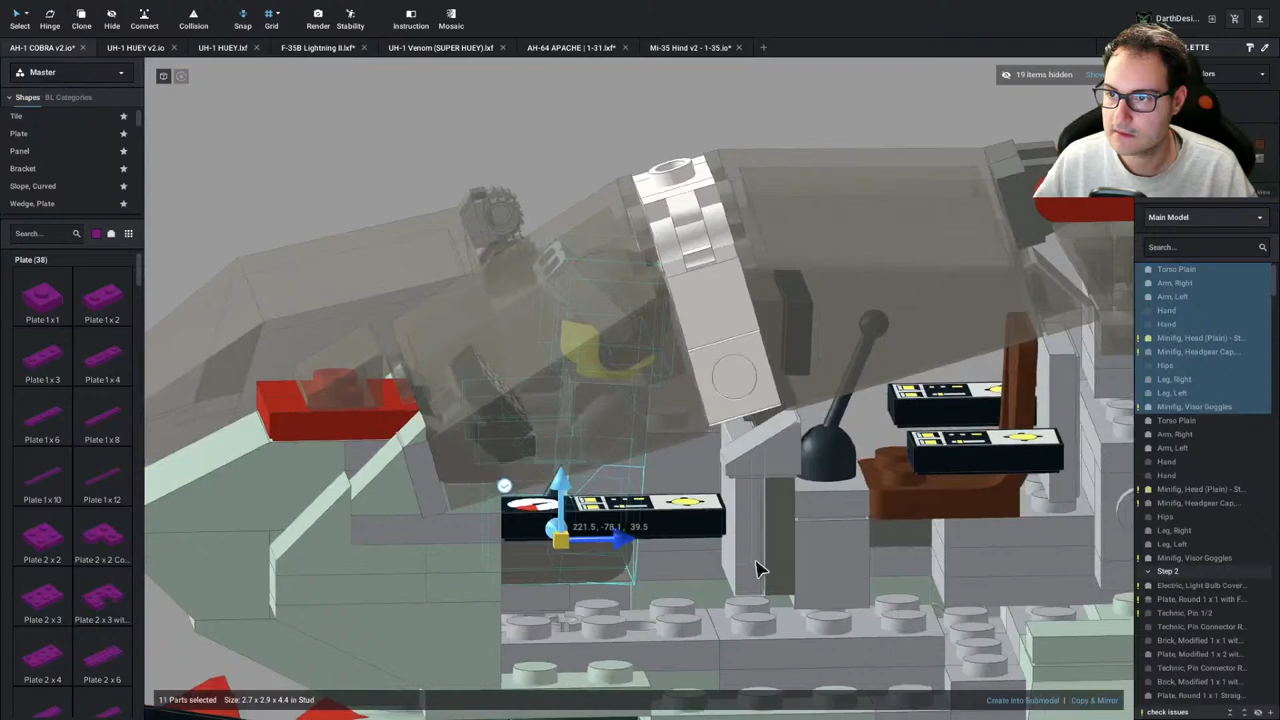 Select Hinge Clone Hide Connect Collision Snap Grid Render Stability Instruction Mosaic
DarthDesi...
AH-1 COBRA v2.io* × UH-1 HUEY v2.io × UH-1 HUEY.lxf × F-35B Lightning II.lxf* × UH-1 Venom (SUPER HUEY).lxf × AH-64 APACHE | 1-31.lxf* × Mi-35 Hind v2 - 1-35.io* × +
Master
Shapes BL Categories
Tile
Plate
Panel
Bracket
Slope, Curved
Wedge, Plate
Search...
Plate (38)
Plate 1 x 1 Plate 1 x 2
Plate 1 x 3 Plate 1 x 4
Plate 1 x 6 Plate 1 x 8
Plate 1 x 10 Plate 1 x 12
Plate 2 x 2 Plate 2 x 2 Co...
Plate 2 x 3 Plate 2 x 3 wit...
Plate 2 x 4 Plate 2 x 6
19 items hidden
221.5, -78.1, 39.5
11 Parts selected Size: 2.7 x 2.9 x 4.4 in Stud
Create Into Submodel Copy & Mirror
Main Model
Search...
Torso Plain
Arm, Right
Arm, Left
Hand
Hand
Minifig, Head (Plain) - St...
Minifig, Headgear Cap,...
Hips
Leg, Right
Leg, Left
Minifig, Visor Goggles
Torso Plain
Arm, Right
Arm, Left
Hand
Hand
Minifig, Head (Plain) - St...
Minifig, Headgear Cap,...
Hips
Leg, Right
Leg, Left
Minifig, Visor Goggles
Step 2
Electric, Light Bulb Cover...
Plate, Round 1 x 1 with F...
Technic, Pin 1/2
Technic, Pin Connector R...
Brick, Modified 1 x 1 wit...
Plate, Modified 1 x 2 wit...
Technic, Pin Connector R...
Brick, Modified 1 x 1 wit...
Plate, Round 1 x 1 Straig...
check issues